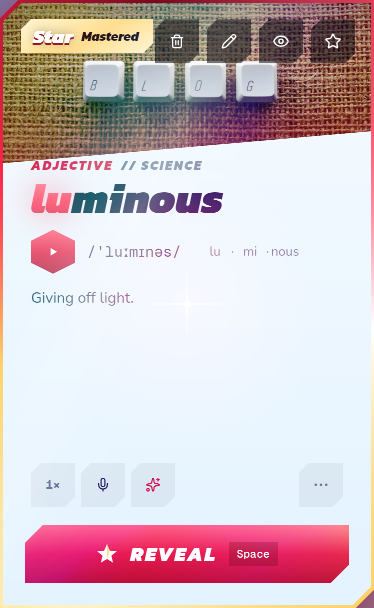 Star Mastered
B L O G
ADJECTIVE // SCIENCE
luminous
/ˈluːmɪnəs/ lu · mi · nous
Giving off light.
1×
REVEAL Space